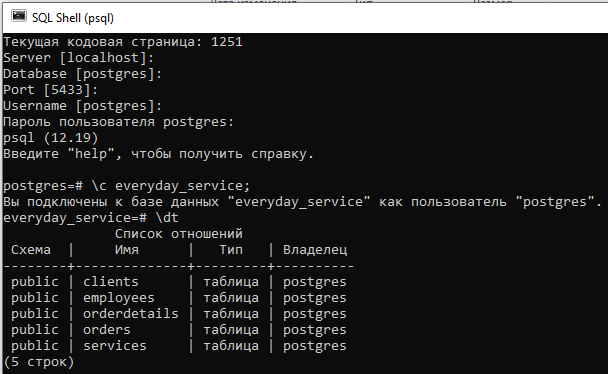 SQL Shell (psql)
Текущая кодовая страница: 1251
Server [localhost]:
Database [postgres]:
Port [5433]:
Username [postgres]:
Пароль пользователя postgres:
psql (12.19)
Введите "help", чтобы получить справку.
postgres=# \c everyday_service;
Вы подключены к базе данных "everyday_service" как пользователь "postgres".
everyday_service=# \dt
Список отношений
Схема | Имя | Тип | Владелец
--------+--------------+---------+----------
public | clients | таблица | postgres
public | employees | таблица | postgres
public | orderdetails | таблица | postgres
public | orders | таблица | postgres
public | services | таблица | postgres
(5 строк)